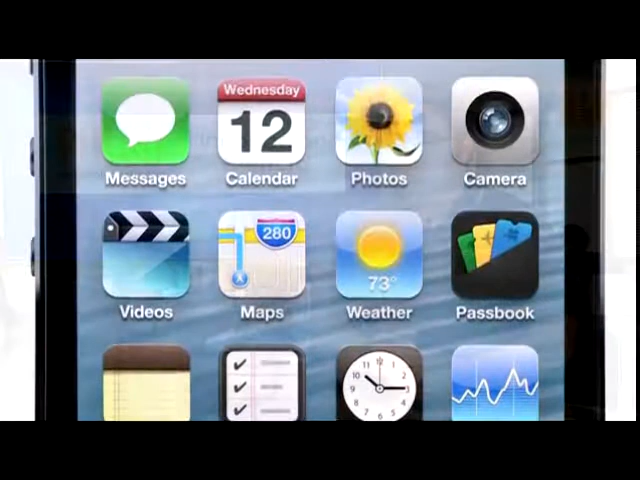 Wednesday
12
Messages Calendar Photos Camera
280
73°
Videos Maps Weather Passbook